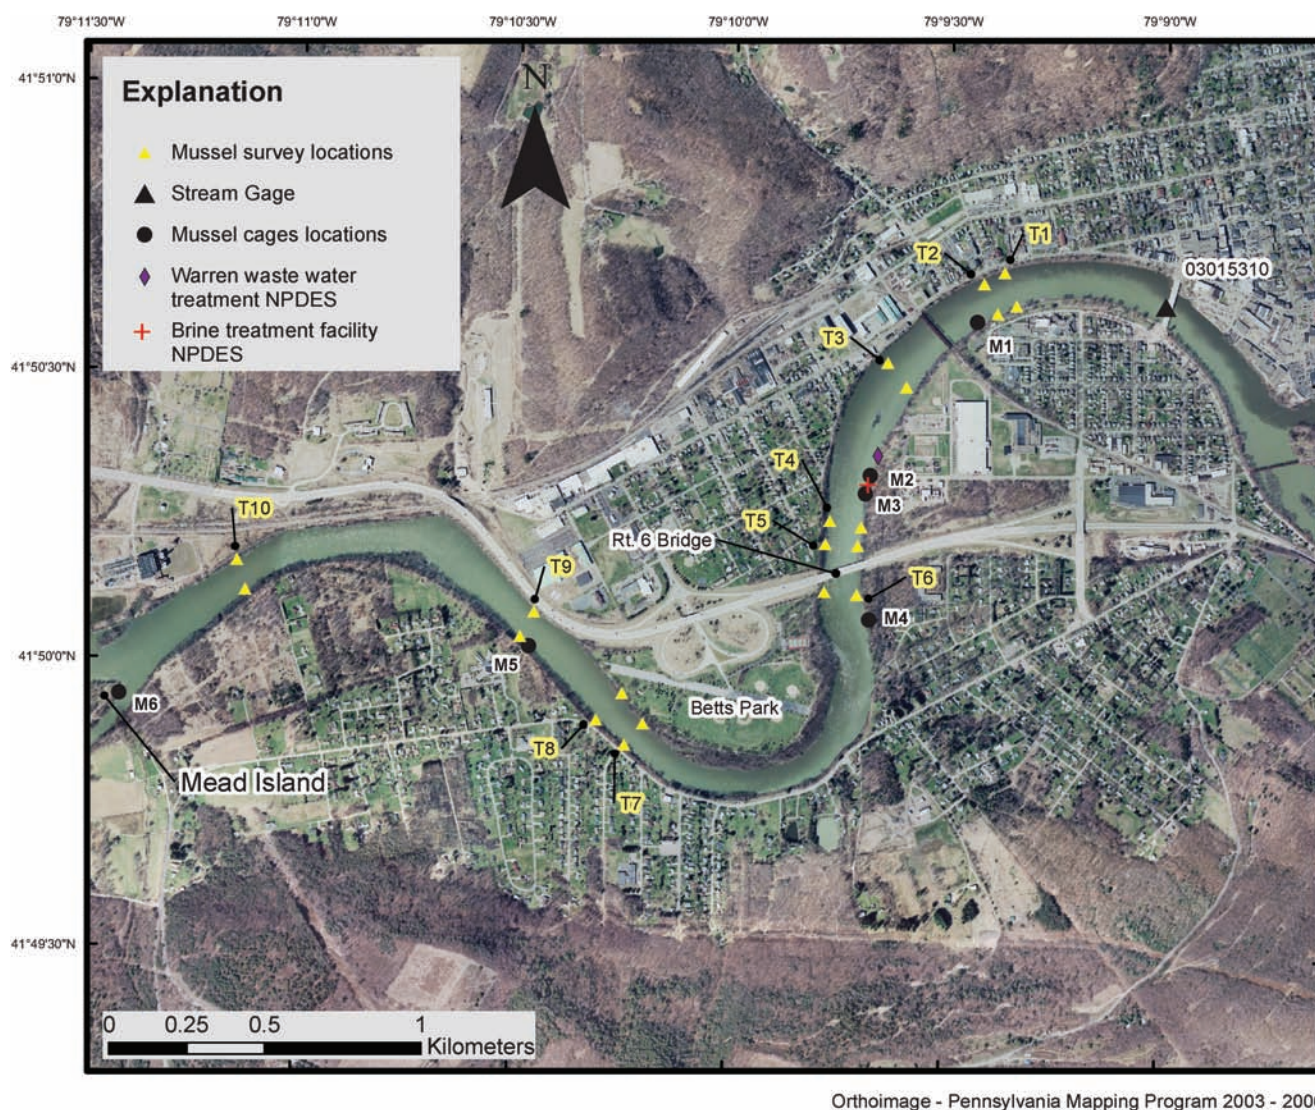 79°11'30"W
79°11'0"W
79°10'30"W
79°10'0"W
79°9'30"W
79°9'0"W
41°51'0"N
41°50'30"N
41°50'0"N
41°49'30"N
Explanation
Mussel survey locations
Stream Gage
Mussel cages locations
Warren waste water
treatment NPDES
Brine treatment facility
NPDES
N
T1
T2
03015310
M1
T3
T4
M2
M3
T5
Rt. 6 Bridge
T6
M4
T10
T9
M5
M6
Betts Park
T8
Mead Island
T7
0 0.25 0.5 1
Kilometers
Orthoimage - Pennsylvania Mapping Program 2003 - 200